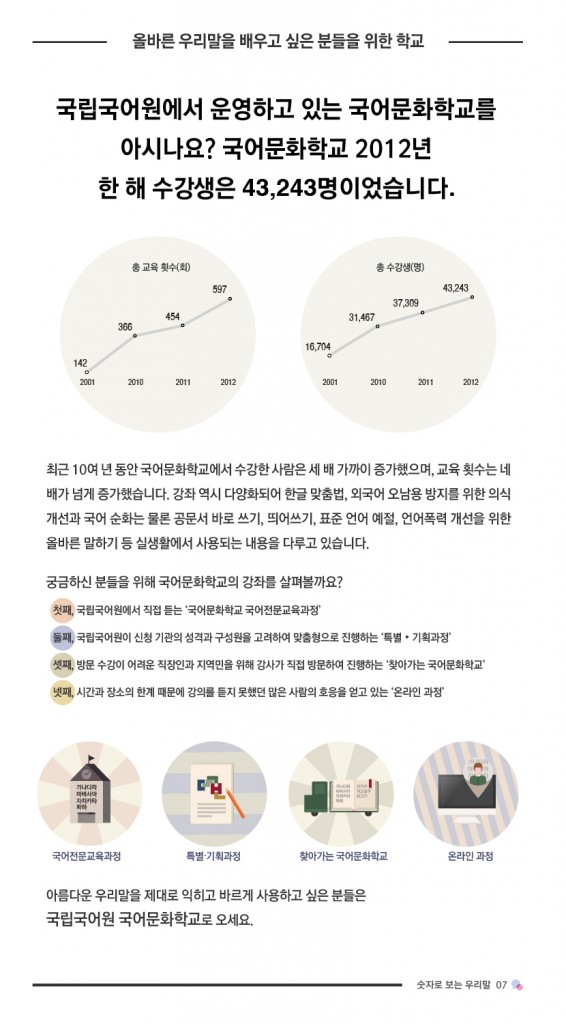 올바른 우리말을 배우고 싶은 분들을 위한 학교
국립국어원에서 운영하고 있는 국어문화학교를
아시나요? 국어문화학교 2012년
한 해 수강생은 43,243명이었습니다.
총 교육 횟수(회)
597
454
366
142
2001 2010 2011 2012
총 수강생(명)
43,243
37,309
31,467
16,704
2001 2010 2011 2012
최근 10여 년 동안 국어문화학교에서 수강한 사람은 세 배 가까이 증가했으며, 교육 횟수는 네
배가 넘게 증가했습니다. 강좌 역시 다양화되어 한글 맞춤법, 외국어 오남용 방지를 위한 의식
개선과 국어 순화는 물론 공문서 바로 쓰기, 띄어쓰기, 표준 언어 예절, 언어폭력 개선을 위한
올바른 말하기 등 실생활에서 사용되는 내용을 다루고 있습니다.
궁금하신 분들을 위해 국어문화학교의 강좌를 살펴볼까요?
첫째, 국립국어원에서 직접 듣는 ‘국어문화학교 국어전문교육과정’
둘째, 국립국어원이 신청 기관의 성격과 구성원을 고려하여 맞춤형으로 진행하는 ‘특별 • 기획과정’
셋째, 방문 수강이 어려운 직장인과 지역민을 위해 강사가 직접 방문하여 진행하는 ‘찾아가는 국어문화학교’
넷째, 시간과 장소의 한계 때문에 강의를 듣지 못했던 많은 사람의 호응을 얻고 있는 ‘온라인 과정’
가나다라
마바사아
자차카타
파하
국어전문교육과정
특별·기획과정
찾아가는 국어문화학교
온라인 과정
아름다운 우리말을 제대로 익히고 바르게 사용하고 싶은 분들은
국립국어원 국어문화학교로 오세요.
숫자로 보는 우리말 07